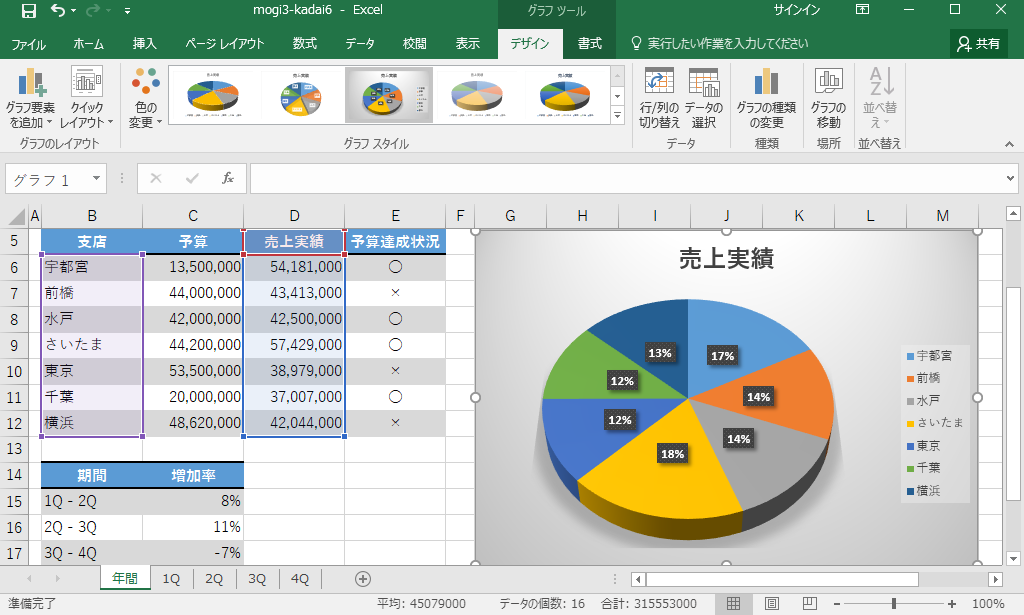 mogi3-kadai6 - Excel
グラフ ツール
サインイン
ファイル ホーム 挿入 ページ レイアウト 数式 データ 校閲 表示 デザイン 書式 実行したい作業を入力してください 共有
グラフ要素を追加
クイックレイアウト
色の変更
行/列の切り替え
データの選択
グラフの種類の変更
グラフの移動
並べ替え
グラフのレイアウト グラフ スタイル データ 種類 場所 並べ替え
グラフ 1 fx
A B C D E F G H I J K L M
5 支店 予算 売上実績 予算達成状況
6 宇都宮 13,500,000 54,181,000 ○
7 前橋 44,000,000 43,413,000 ×
8 水戸 42,000,000 42,500,000 ○
9 さいたま 44,200,000 57,429,000 ○
10 東京 53,500,000 38,979,000 ×
11 千葉 20,000,000 37,007,000 ○
12 横浜 48,620,000 42,044,000 ×
13
14 期間 増加率
15 1Q - 2Q 8%
16 2Q - 3Q 11%
17 3Q - 4Q -7%
売上実績
17%
14%
14%
18%
12%
12%
13%
宇都宮
前橋
水戸
さいたま
東京
千葉
横浜
年間 1Q 2Q 3Q 4Q
準備完了 平均: 45079000 データの個数: 16 合計: 315553000 100%